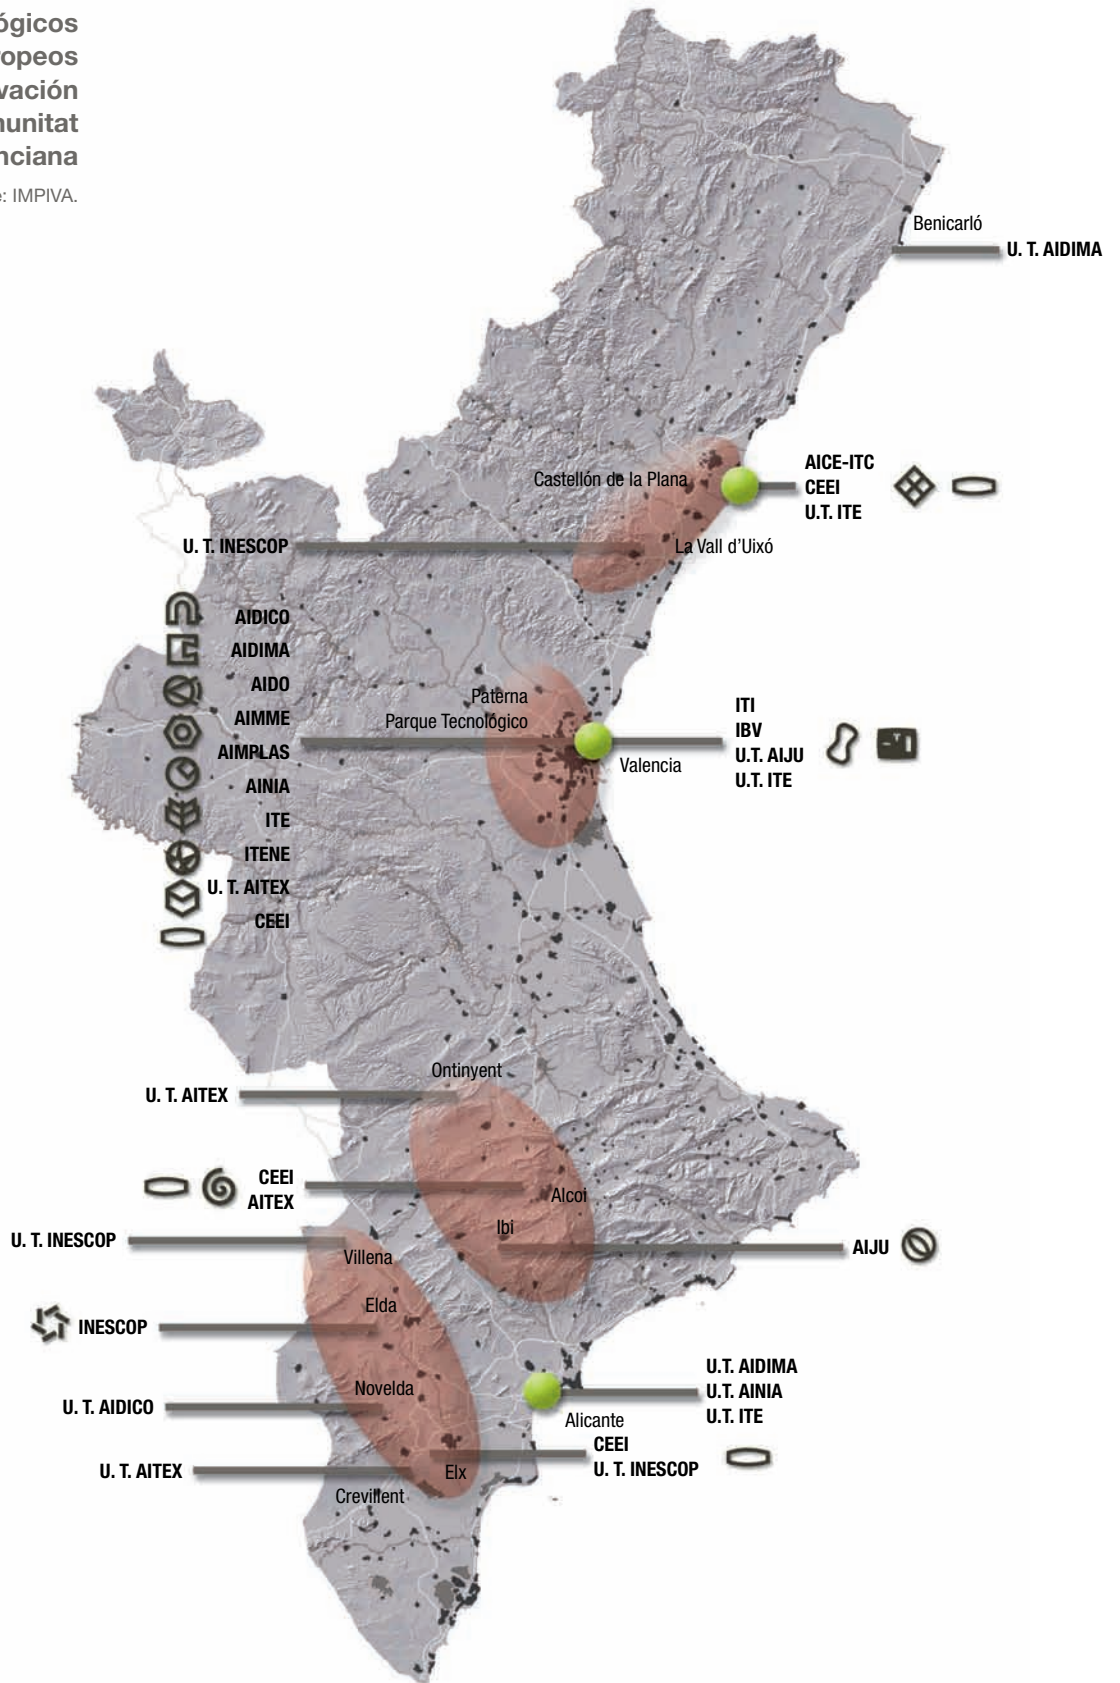 ógicos
ropeos
vación
munitat
nciana
: IMPIVA.
Benicarló
U. T. AIDIMA
Castellón de la Plana
AICE-ITC
CEEI
U.T. ITE
U. T. INESCOP
La Vall d'Uixó
AIDICO
AIDIMA
AIDO
AIMME
AIMPLAS
AINIA
ITE
ITENE
U. T. AITEX
CEEI
Paterna
Parque Tecnológico
Valencia
ITI
IBV
U.T. AIJU
U.T. ITE
Ontinyent
U. T. AITEX
CEEI
AITEX
Alcoi
Ibi
AIJU
U. T. INESCOP
Villena
Elda
INESCOP
Novelda
U. T. AIDICO
U.T. AIDIMA
U.T. AINIA
U.T. ITE
Alicante
CEEI
U. T. INESCOP
U. T. AITEX
Elx
Crevillent